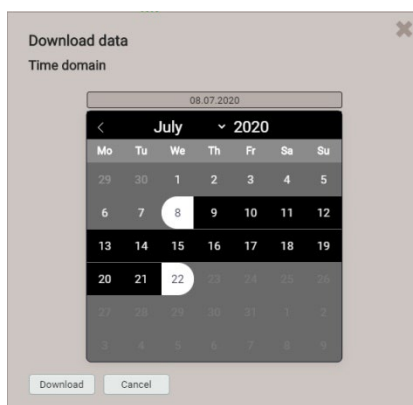 Download data
Time domain
08.07.2020
July 2020
Mo Tu We Th Fr Sa Su
29 30 1 2 3 4 5
6 7 8 9 10 11 12
13 14 15 16 17 18 19
20 21 22 23 24 25 26
27 28 29 30 31 1 2
3 4 5 6 7 8 9
Download Cancel